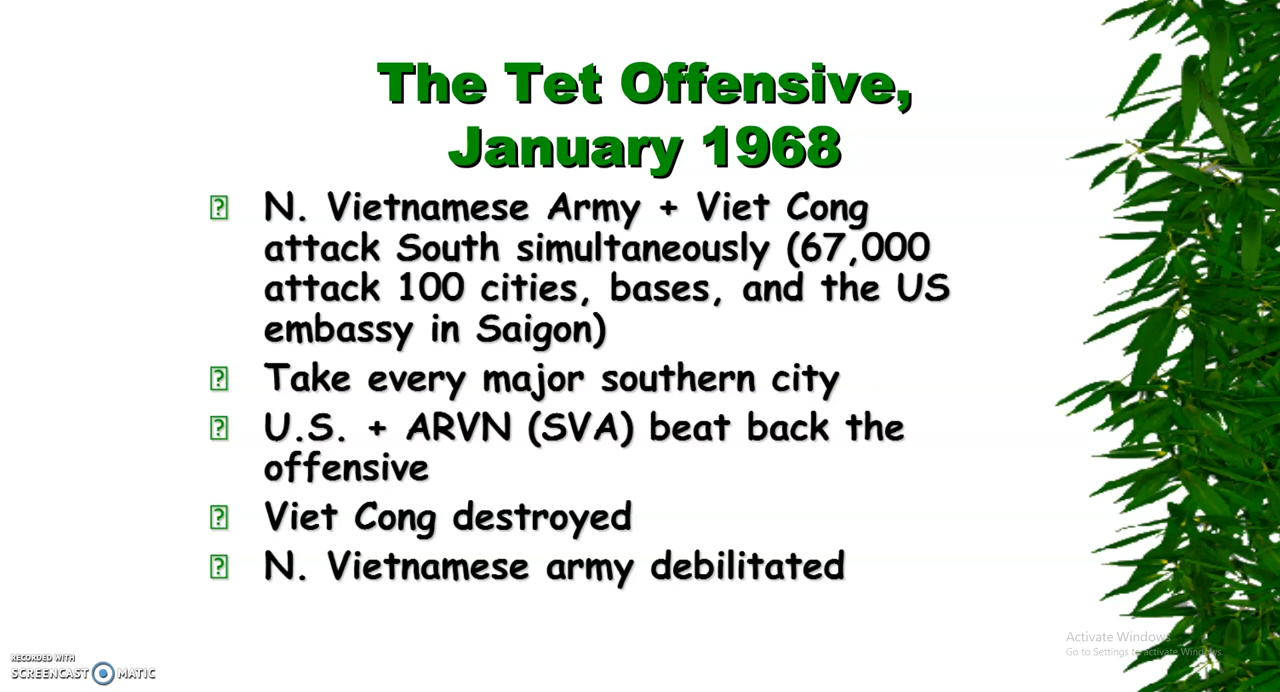 The Tet Offensive,
January 1968
N. Vietnamese Army + Viet Cong
attack South simultaneously (67,000
attack 100 cities, bases, and the US
embassy in Saigon)
Take every major southern city
U.S. + ARVN (SVA) beat back the
offensive
Viet Cong destroyed
N. Vietnamese army debilitated
Activate Windows
Go to Settings to activate Windows.
RECORDED WITH
SCREENCAST MATIC